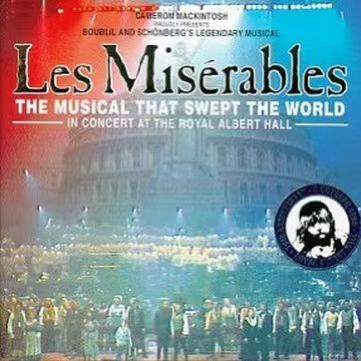 CAMERON MACKINTOSH
PROUDLY PRESENTS
BOUBLIL AND SCHÖNBERG'S LEGENDARY MUSICAL
Les Misérables
THE MUSICAL THAT SWEPT THE WORLD
IN CONCERT AT THE ROYAL ALBERT HALL